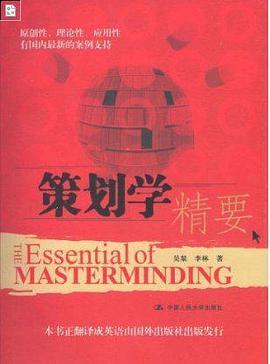 原创性、理论性、应用性
有国内最新的案例支持
策划学
精要
THE Essential of
MASTERMINDING
吴粲 李林 著
中国人民大学出版社
本书正翻译成英语由国外出版社出版发行